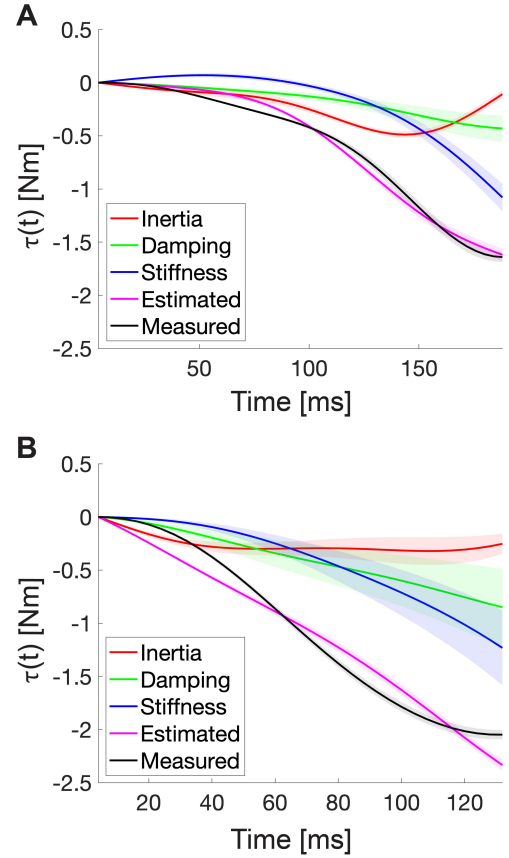 A
0.5
0
-0.5
-1
-1.5
-2
-2.5
τ(t) [Nm]
Inertia
Damping
Stiffness
Estimated
Measured
50 100 150
Time [ms]
B
0.5
0
-0.5
-1
-1.5
-2
-2.5
τ(t) [Nm]
Inertia
Damping
Stiffness
Estimated
Measured
20 40 60 80 100 120
Time [ms]